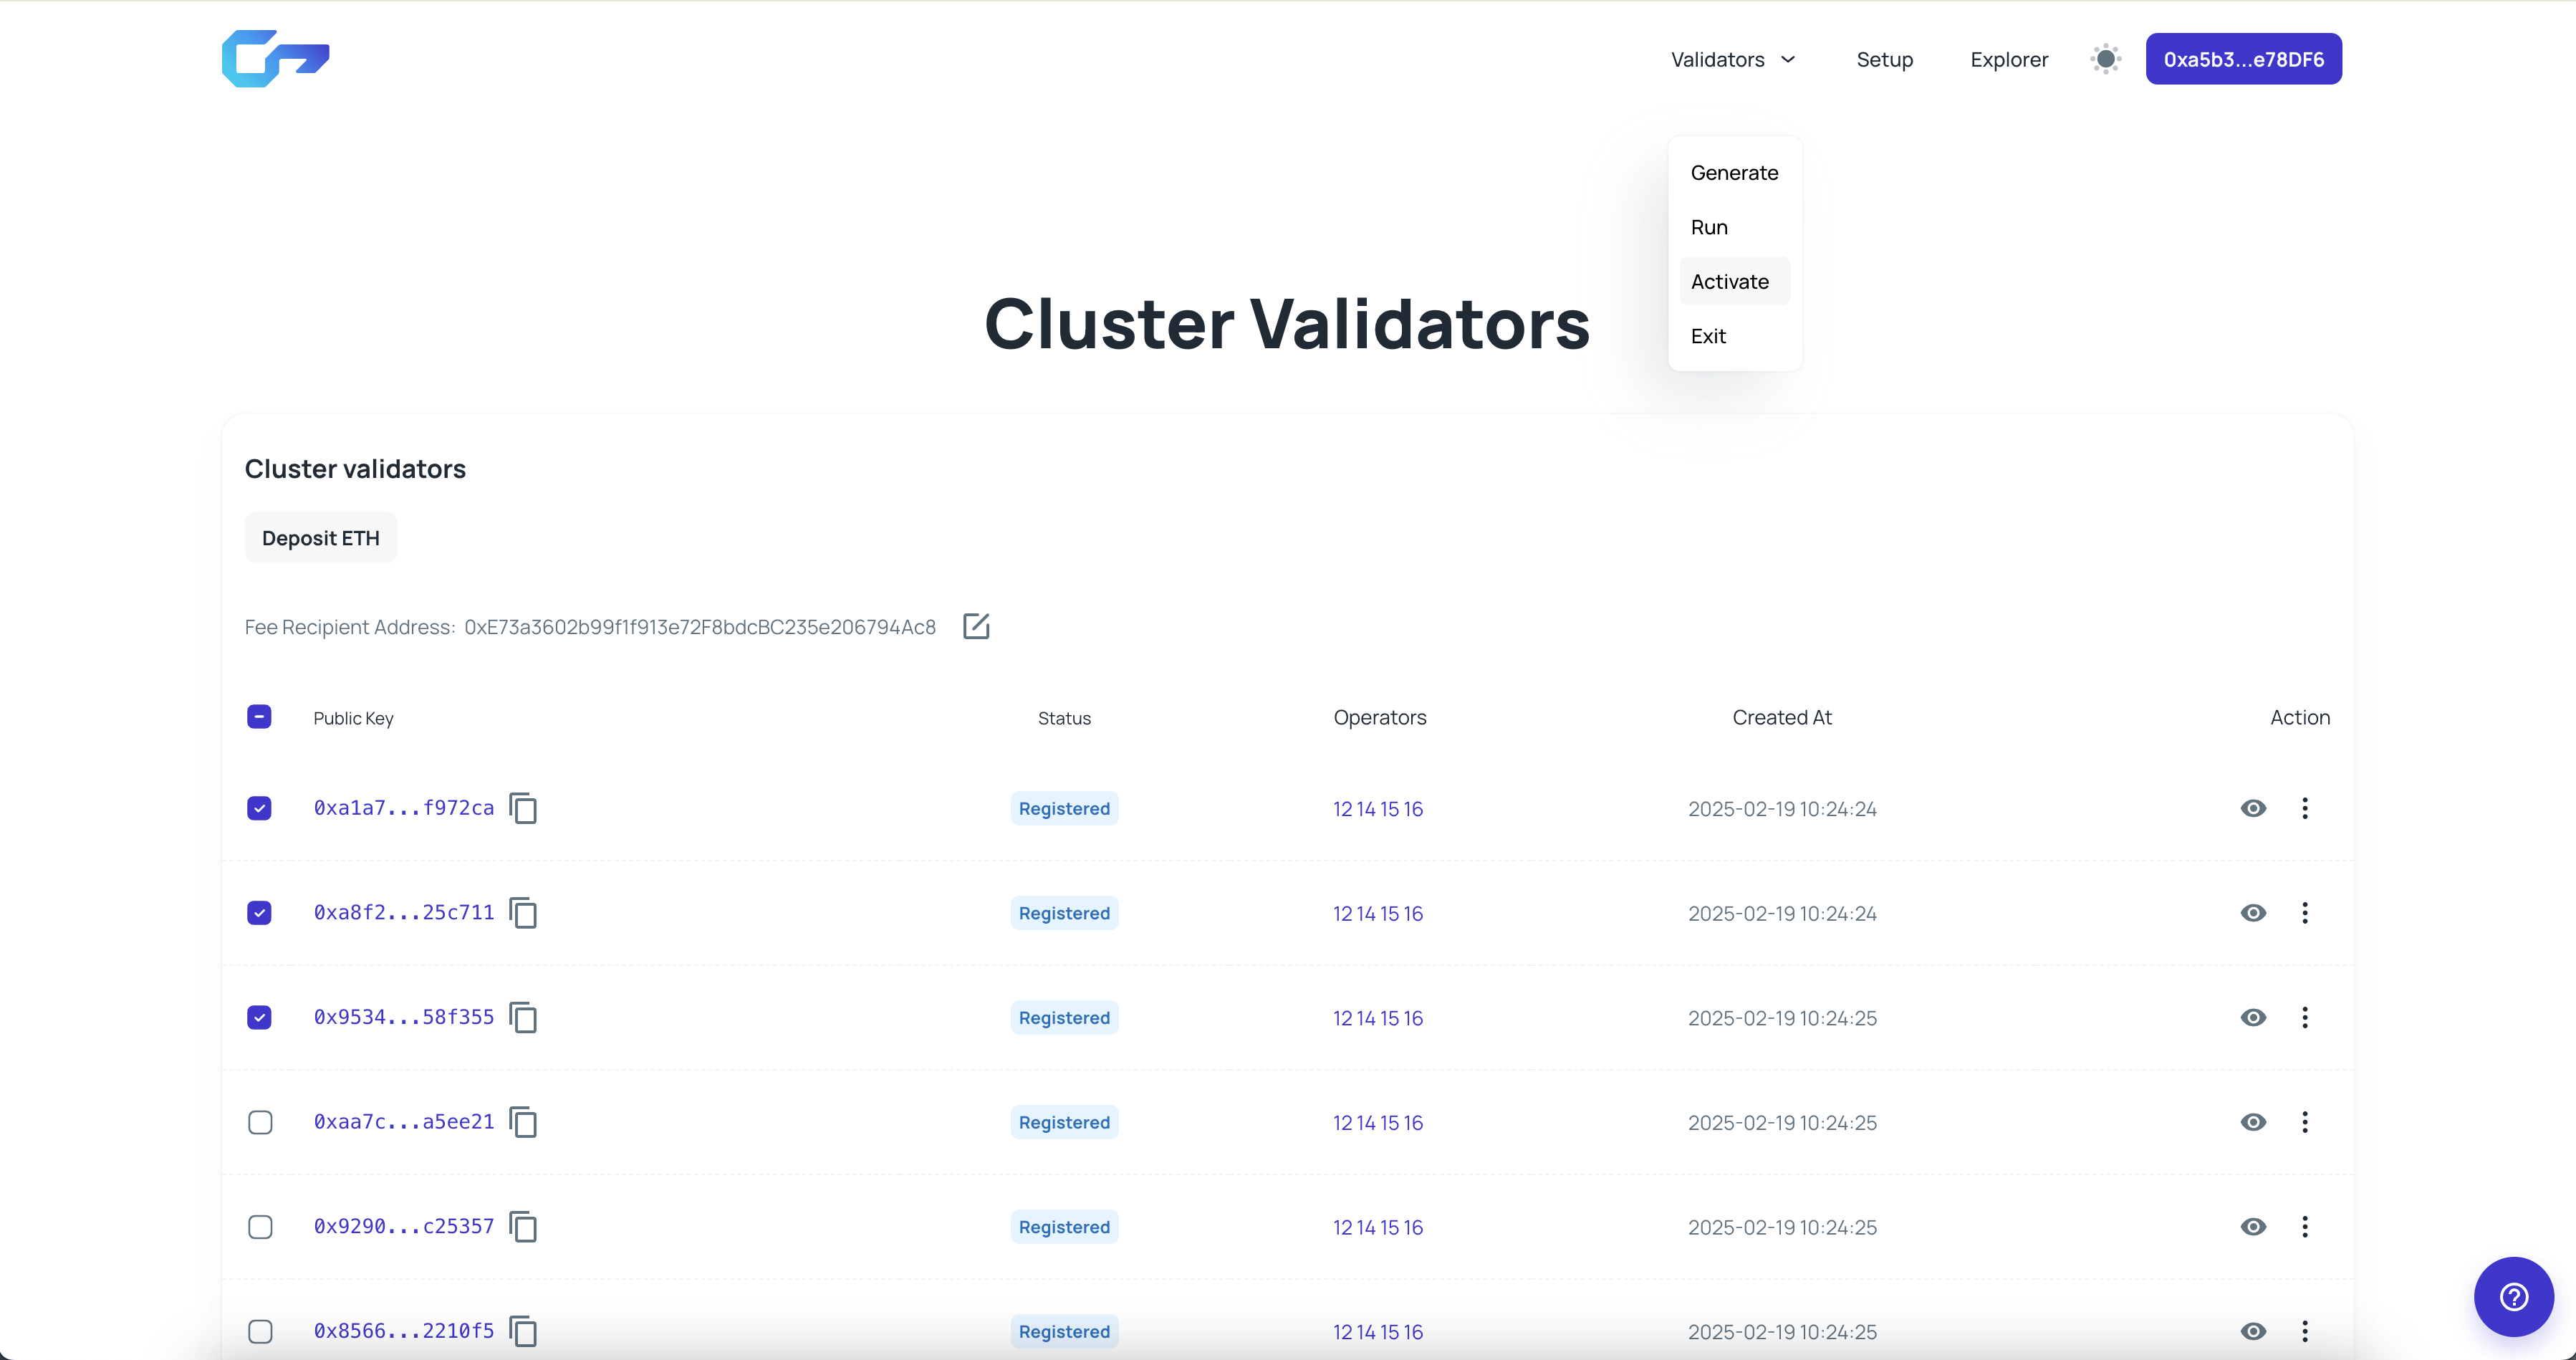 Validators Setup Explorer 0xa5b3...e78DF6
Generate
Run
Activate
Exit
Cluster Validators
Cluster validators
Deposit ETH
Fee Recipient Address: 0xE73a3602b99f1f913e72F8bdcBC235e206794Ac8
Public Key Status Operators Created At Action
0xa1a7...f972ca Registered 12 14 15 16 2025-02-19 10:24:24
0xa8f2...25c711 Registered 12 14 15 16 2025-02-19 10:24:24
0x9534...58f355 Registered 12 14 15 16 2025-02-19 10:24:25
0xaa7c...a5ee21 Registered 12 14 15 16 2025-02-19 10:24:25
0x9290...c25357 Registered 12 14 15 16 2025-02-19 10:24:25
0x8566...2210f5 Registered 12 14 15 16 2025-02-19 10:24:25